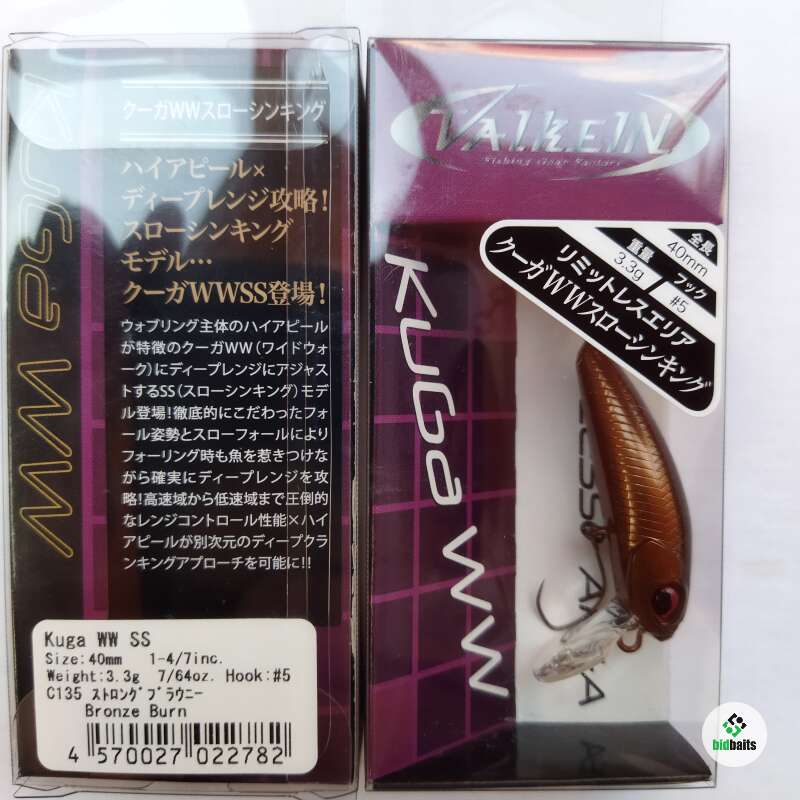 クーガWWスローシンキング
ハイアピール×
ディープレンジ攻略!
スローシンキング
モデル…
クーガWWSS登場!
ウォブリング主体のハイアピール
が特徴のクーガWW(ワイドウォ
ーク)にディープレンジにアジャス
トするSS(スローシンキング)モデ
ル登場!徹底的にこだわったフォ
ール姿勢とスローフォールにより
フォーリング時も魚を惹きつけな
がら確実にディープレンジを攻
略!高速域から低速域まで圧倒的
なレンジコントロール性能×ハイ
アピールが別次元のディープクラ
ンキングアプローチを可能に!!
KUGa WW
Kuga WW SS
Size:40mm 1-4/7inc.
Weight:3.3g 7/64oz. Hook:#5
C135 ストロングブラウニー
Bronze Burn
4 570027 022782
VALKEIN
Fishing Gear Factory
全長
40mm
重量
3.3g
フック
#5
リミットレスエリア
クーガWWスローシンキング
KUGa WW
bidbaits